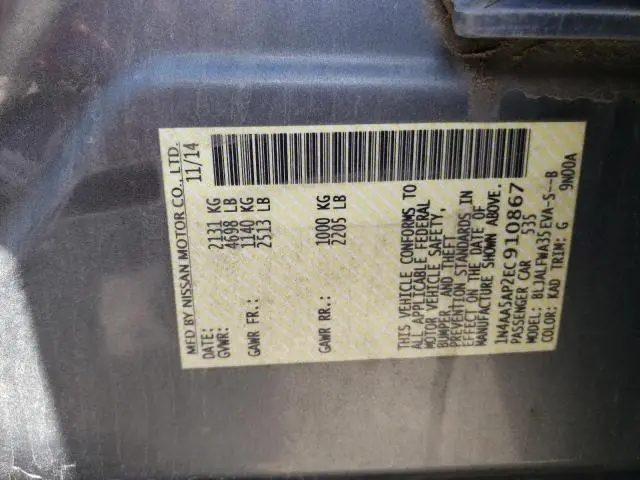 MFD BY NISSAN MOTOR CO., LTD.
11/14
2131 KG
GVWR: 4698 LB
1140 KG
GAWR FR.: 2513 LB
1000 KG
GAWR RR.: 2205 LB
THIS VEHICLE CONFORMS TO
ALL APPLICABLE FEDERAL
MOTOR VEHICLE SAFETY,
BUMPER, AND THEFT
PREVENTION STANDARDS IN
EFFECT ON THE DATE OF
MANUFACTURE SHOWN ABOVE.
1N4AA5AP2EC910867
PASSENGER CAR 535
MODEL: BLJALFWA35EVA-S--B
COLOR: KAD TRIM: G 9N00A